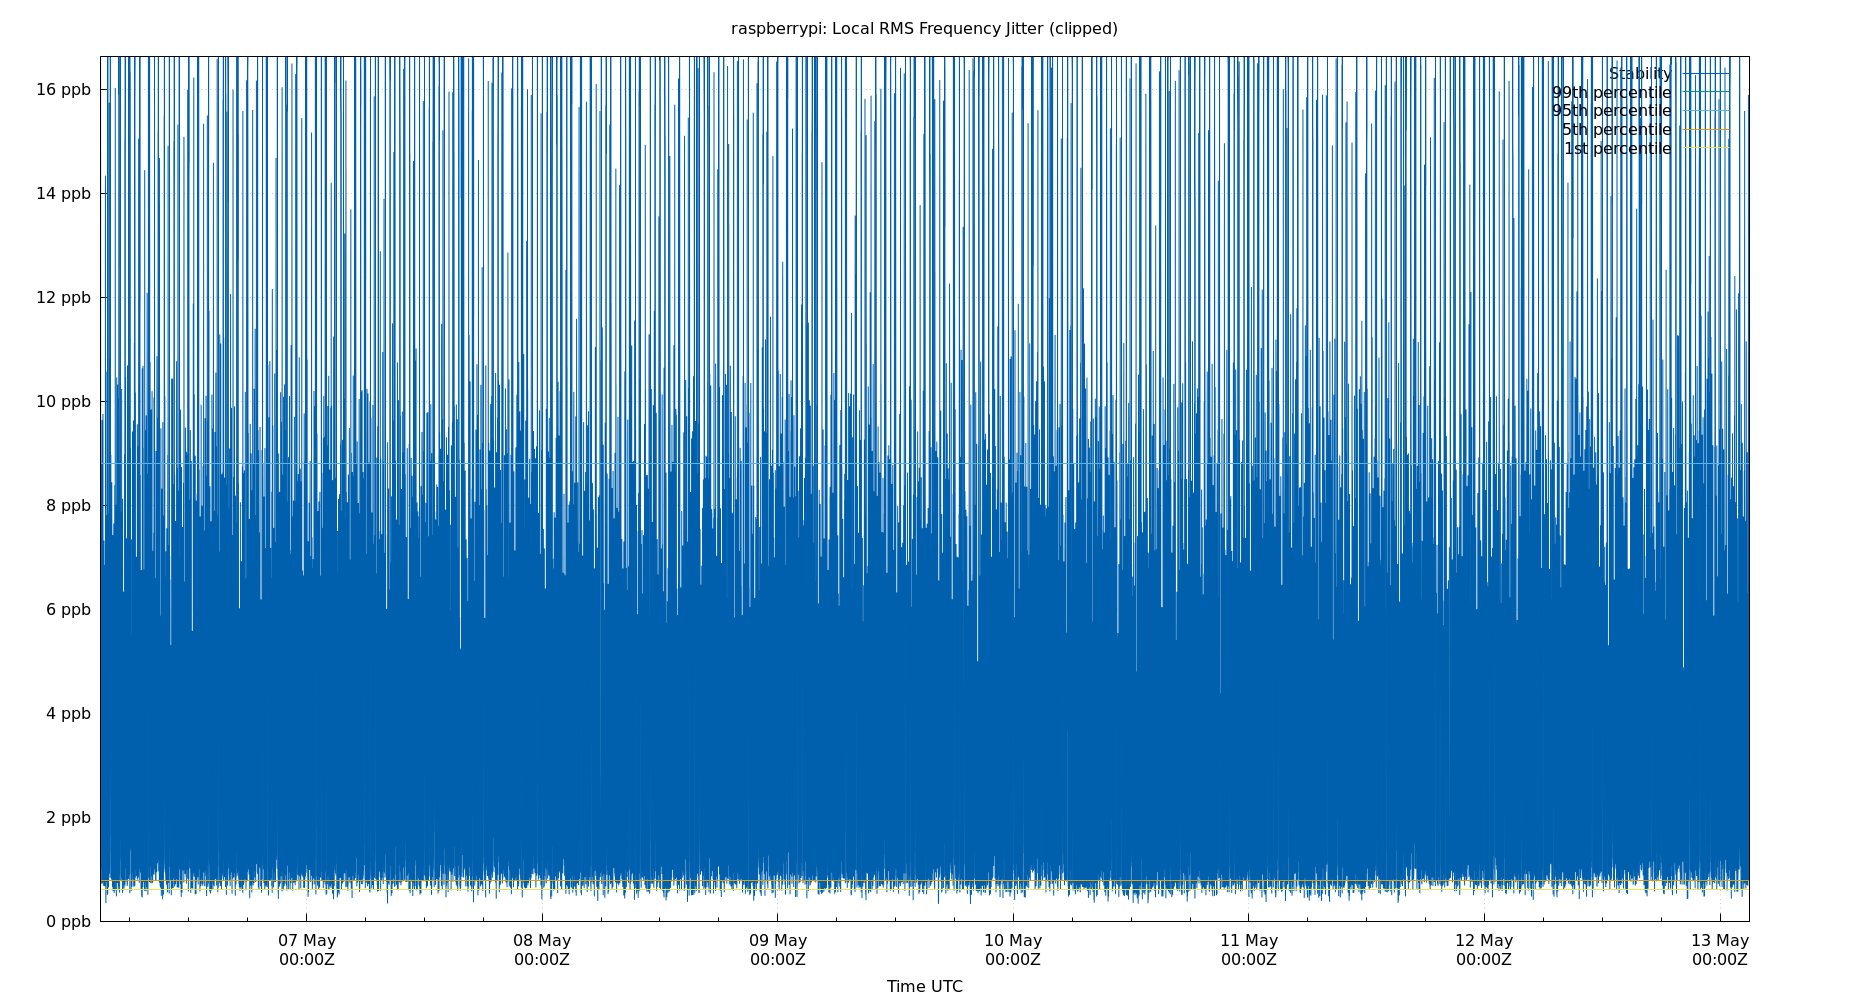 raspberrypi: Local RMS Frequency Jitter (clipped)
16 ppb
14 ppb
12 ppb
10 ppb
8 ppb
6 ppb
4 ppb
2 ppb
0 ppb
Stability
99th percentile
95th percentile
5th percentile
1st percentile
07 May
00:00Z
08 May
00:00Z
09 May
00:00Z
10 May
00:00Z
11 May
00:00Z
12 May
00:00Z
13 May
00:00Z
Time UTC